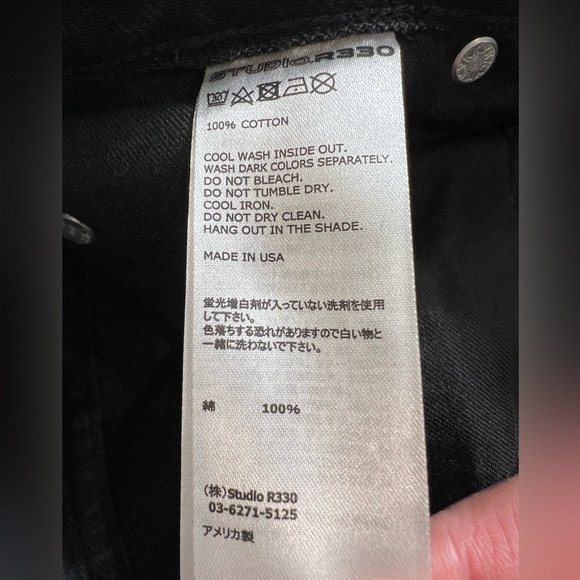 STUDIO.R330
30
100% COTTON
COOL WASH INSIDE OUT.
WASH DARK COLORS SEPARATELY.
DO NOT BLEACH.
DO NOT TUMBLE DRY.
COOL IRON.
DO NOT DRY CLEAN.
HANG OUT IN THE SHADE.
MADE IN USA
蛍光増白剤が入っていない洗剤を使用
して下さい。
色落ちする恐れがありますので白い物と
一緒に洗わないで下さい。
綿 100%
(株)Studio R330
03-6271-5125
アメリカ製